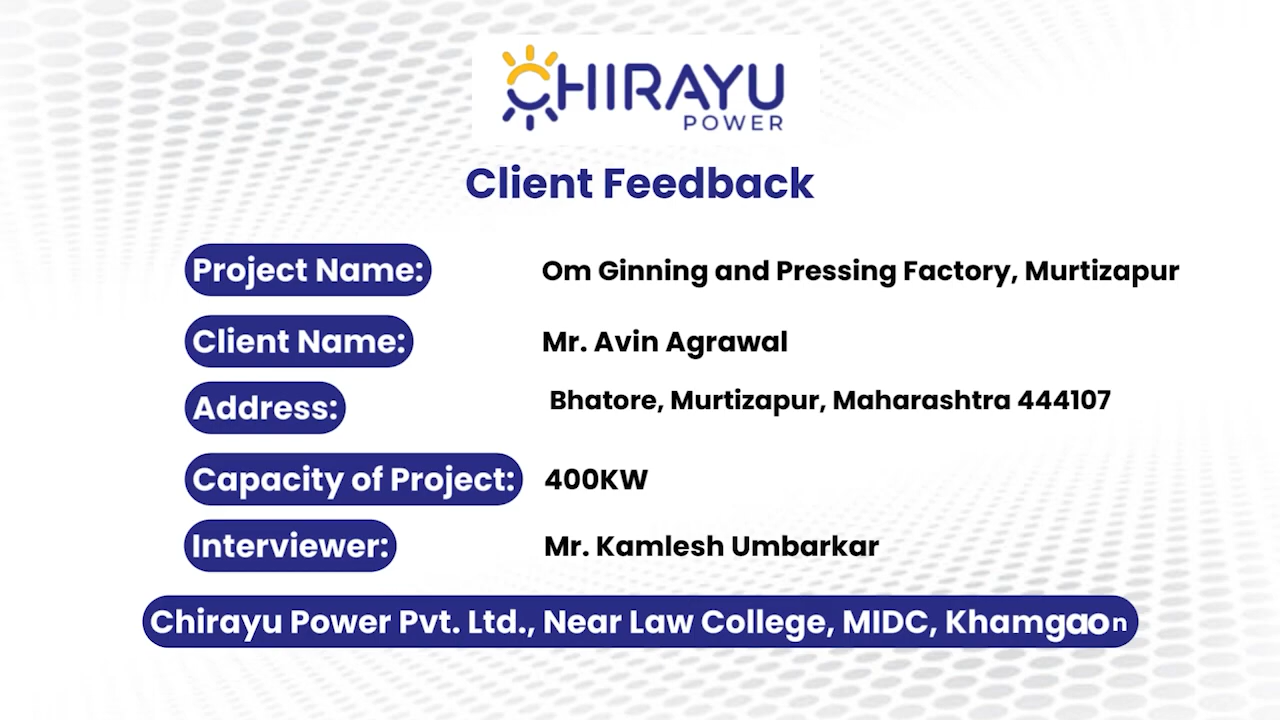 CHIRAYU
POWER
Client Feedback
Project Name: Om Ginning and Pressing Factory, Murtizapur
Client Name: Mr. Avin Agrawal
Address: Bhatore, Murtizapur, Maharashtra 444107
Capacity of Project: 400KW
Interviewer: Mr. Kamlesh Umbarkar
Chirayu Power Pvt. Ltd., Near Law College, MIDC, Khamgaon